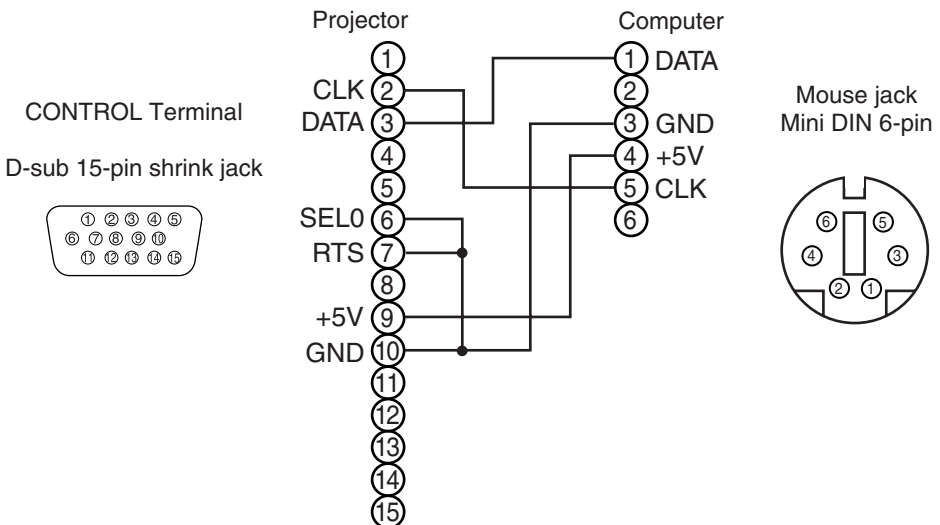 Projector
Computer
CONTROL Terminal
D-sub 15-pin shrink jack
① ② ③ ④ ⑤
⑥ ⑦ ⑧ ⑨ ⑩
⑪ ⑫ ⑬ ⑭ ⑮
①
CLK ②
DATA ③
④
⑤
SEL0 ⑥
RTS ⑦
⑧
+5V ⑨
GND ⑩
⑪
⑫
⑬
⑭
⑮
① DATA
②
③ GND
④ +5V
⑤ CLK
⑥
Mouse jack
Mini DIN 6-pin
⑥ ⑤
④ ③
② ①